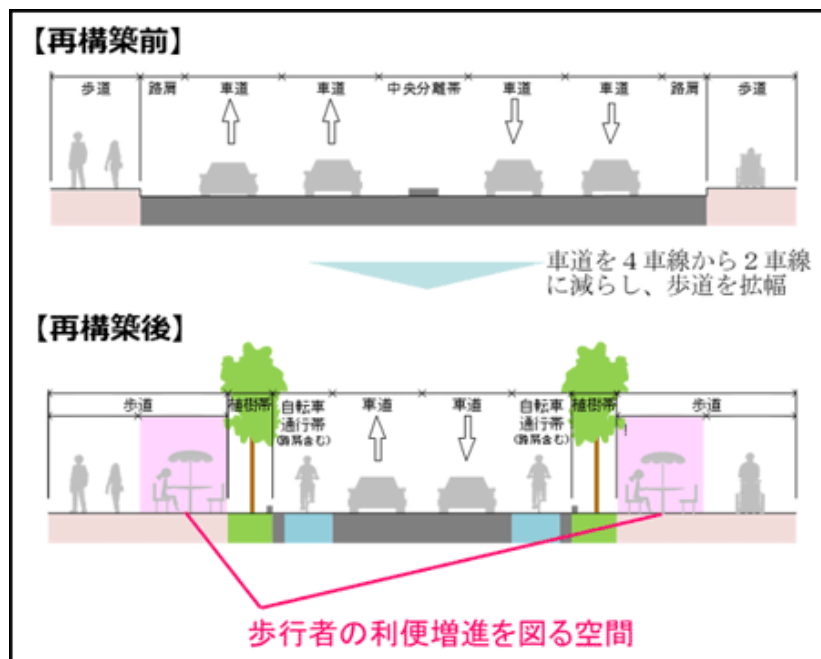 【再構築前】
歩道 路肩 車道 車道 中央分離帯 車道 車道 路肩 歩道
車道を４車線から２車線
に減らし、歩道を拡幅
【再構築後】
歩道 植樹帯 自転車 車道 車道 自転車 植樹帯 歩道
通行帯 通行帯
(路肩含む) (路肩含む)
歩行者の利便増進を図る空間